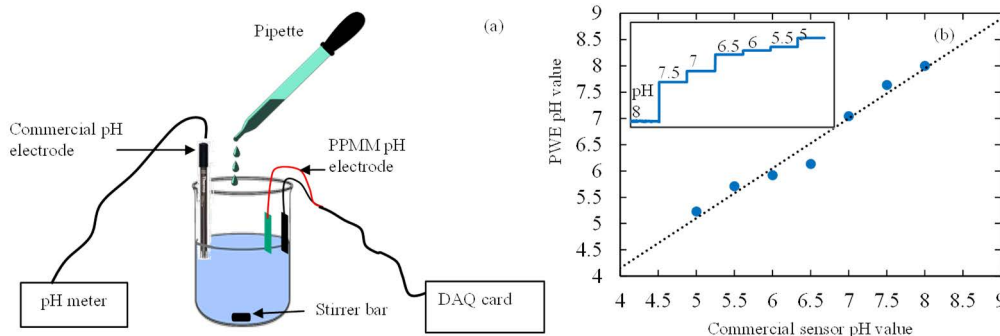 (a)
Pipette
Commercial pH
electrode
PPMM pH
electrode
pH meter
Stirrer bar
DAQ card
(b)
PWE pH value
9
8.5
8
7.5
7
6.5
6
5.5
5
4.5
4
4 4.5 5 5.5 6 6.5 7 7.5 8 8.5 9
Commercial sensor pH value
pH
8
7.5
7
6.5
6
5.5
5